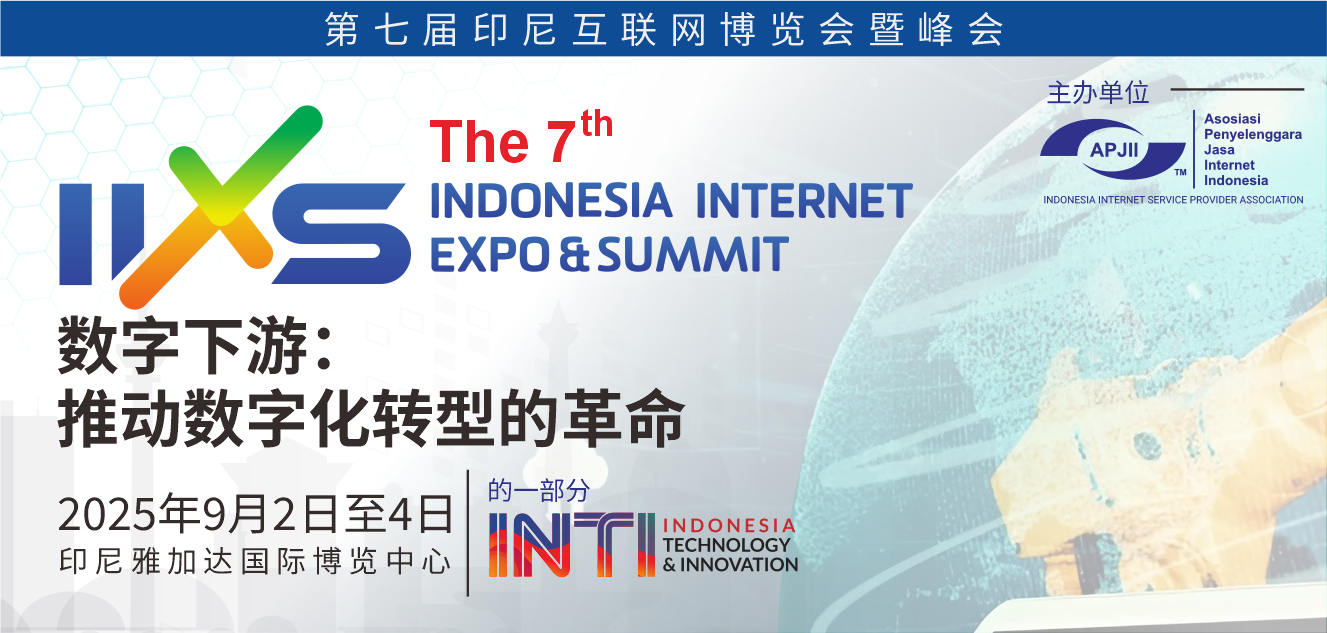 第七届印尼互联网博览会暨峰会
主办单位
APJII TM
Asosiasi
Penyelenggara
Jasa
Internet
Indonesia
INDONESIA INTERNET SERVICE PROVIDER ASSOCIATION
IIXS
The 7th
INDONESIA INTERNET
EXPO & SUMMIT
数字下游：
推动数字化转型的革命
2025年9月2日至4日
印尼雅加达国际博览中心
的一部分
INTI
INDONESIA
TECHNOLOGY
& INNOVATION